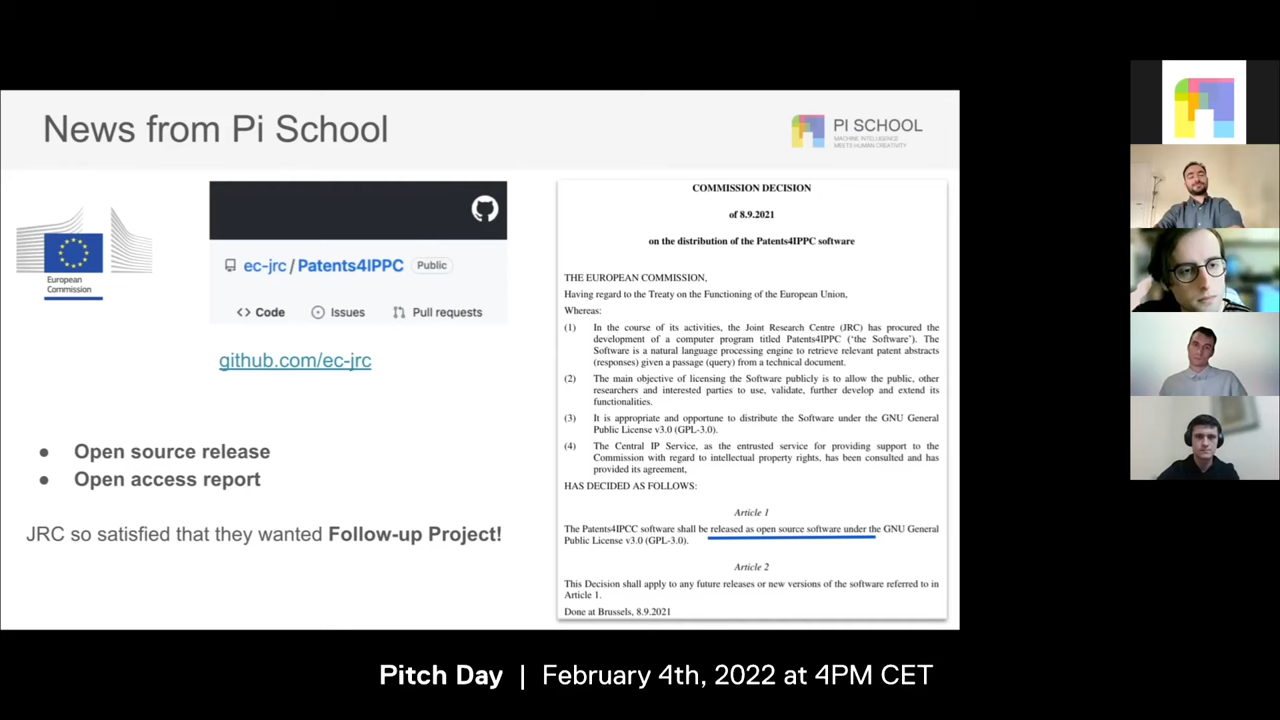 News from Pi School
PI SCHOOL
MACHINE INTELLIGENCE
MEETS HUMAN CREATIVITY
European
Commission
ec-jrc / Patents4IPPC Public
Code Issues Pull requests
github.com/ec-jrc
● Open source release
● Open access report
JRC so satisfied that they wanted Follow-up Project!
COMMISSION DECISION
of 8.9.2021
on the distribution of the Patents4IPPC software
THE EUROPEAN COMMISSION,
Having regard to the Treaty on the Functioning of the European Union,
Whereas:
(1) In the course of its activities, the Joint Research Centre (JRC) has procured the
development of a computer program titled Patents4IPPC (‘the Software’). The
Software is a natural language processing engine to retrieve relevant patent abstracts
(responses) given a passage (query) from a technical document.
(2) The main objective of licensing the Software publicly is to allow the public, other
researchers and interested parties to use, validate, further develop and extend its
functionalities.
(3) It is appropriate and opportune to distribute the Software under the GNU General
Public License v3.0 (GPL-3.0).
(4) The Central IP Service, as the entrusted service for providing support to the
Commission with regard to intellectual property rights, has been consulted and has
provided its agreement,
HAS DECIDED AS FOLLOWS:
Article 1
The Patents4IPCC software shall be released as open source software under the GNU General
Public License v3.0 (GPL-3.0).
Article 2
This Decision shall apply to any future releases or new versions of the software referred to in
Article 1.
Done at Brussels, 8.9.2021
Pitch Day | February 4th, 2022 at 4PM CET